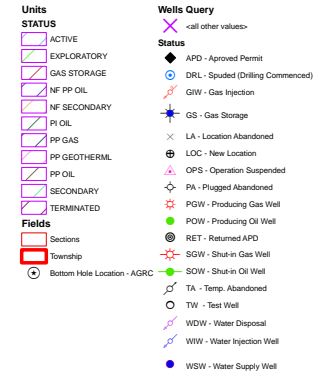 Units
STATUS
ACTIVE
EXPLORATORY
GAS STORAGE
NF PP OIL
NF SECONDARY
PI OIL
PP GAS
PP GEOTHERML
PP OIL
SECONDARY
TERMINATED
Fields
Sections
Township
Bottom Hole Location - AGRC
Wells Query
<all other values>
Status
APD - Aproved Permit
DRL - Spuded (Drilling Commenced)
GIW - Gas Injection
GS - Gas Storage
LA - Location Abandoned
LOC - New Location
OPS - Operation Suspended
PA - Plugged Abandoned
PGW - Producing Gas Well
POW - Producing Oil Well
RET - Returned APD
SGW - Shut-in Gas Well
SOW - Shut-in Oil Well
TA - Temp. Abandoned
TW - Test Well
WDW - Water Disposal
WIW - Water Injection Well
WSW - Water Supply Well